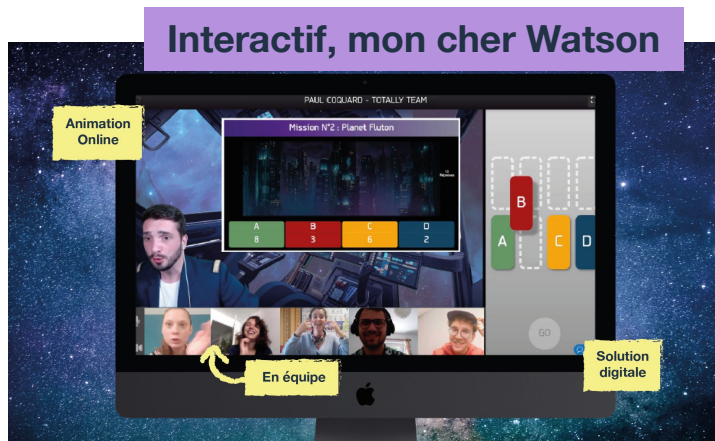 Interactif, mon cher Watson
Animation
Online
PAUL COQUARD - TOTALLY TEAM
Mission N°2 : Planet Fluton
A
B
C
D
8
3
6
2
B
A
C
D
GO
En équipe
Solution
digitale